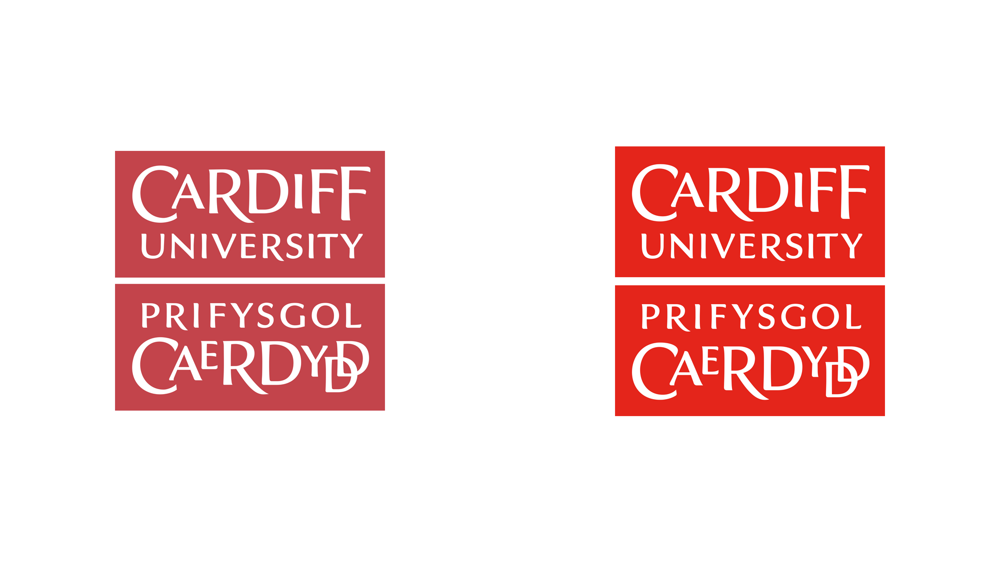 CARDIFF
UNIVERSITY
PRIFYSGOL
CAERDYDD
CARDIFF
UNIVERSITY
PRIFYSGOL
CAERDYDD